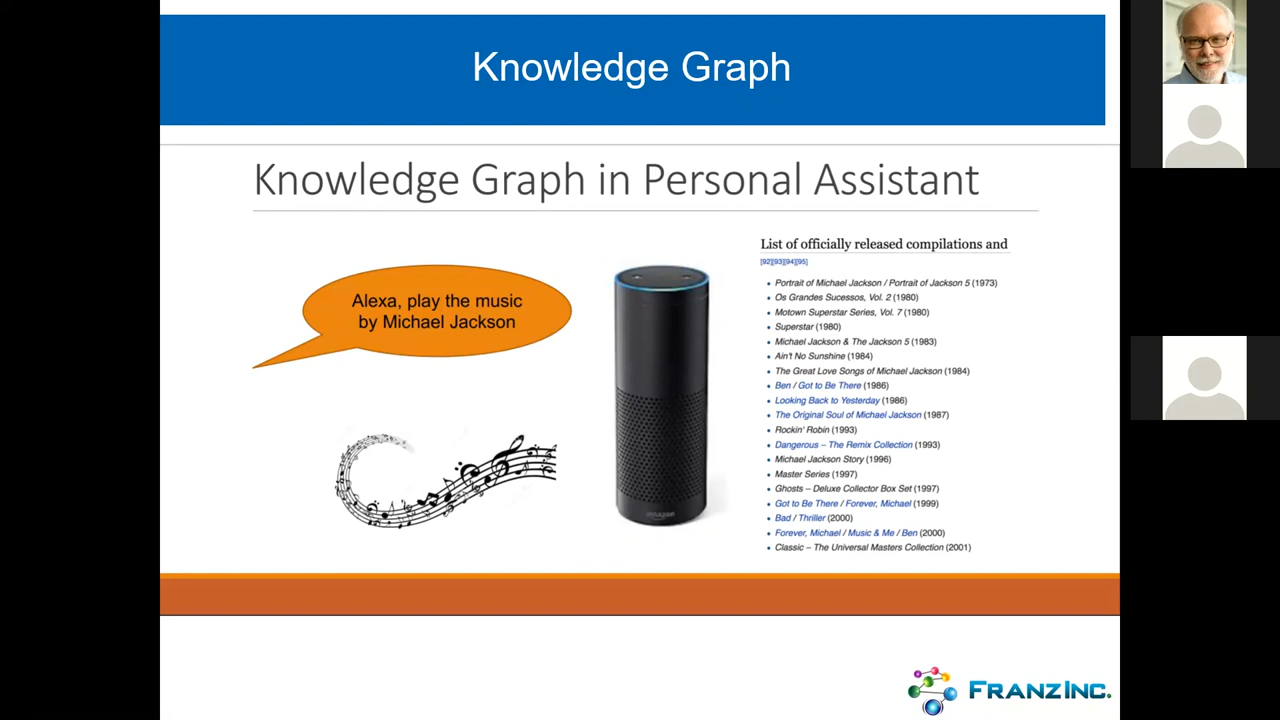 Knowledge Graph
Knowledge Graph in Personal Assistant
Alexa, play the music
by Michael Jackson
amazon
List of officially released compilations and
[92][93][94][95]
• Portrait of Michael Jackson / Portrait of Jackson 5 (1973)
• Os Grandes Sucessos, Vol. 2 (1980)
• Motown Superstar Series, Vol. 7 (1980)
• Superstar (1980)
• Michael Jackson & The Jackson 5 (1983)
• Ain't No Sunshine (1984)
• The Great Love Songs of Michael Jackson (1984)
• Ben / Got to Be There (1986)
• Looking Back to Yesterday (1986)
• The Original Soul of Michael Jackson (1987)
• Rockin' Robin (1993)
• Dangerous – The Remix Collection (1993)
• Michael Jackson Story (1996)
• Master Series (1997)
• Ghosts – Deluxe Collector Box Set (1997)
• Got to Be There / Forever, Michael (1999)
• Bad / Thriller (2000)
• Forever, Michael / Music & Me / Ben (2000)
• Classic – The Universal Masters Collection (2001)
FRANZ INC.